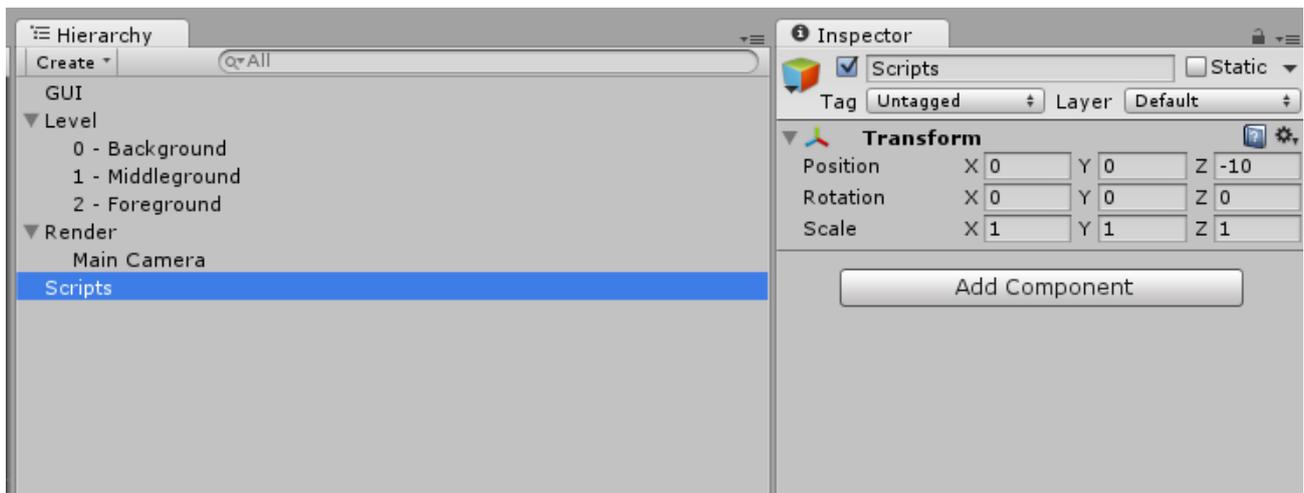 Hierarchy
Create
All
GUI
Level
0 - Background
1 - Middleground
2 - Foreground
Render
Main Camera
Scripts
Inspector
Scripts Static
Tag Untagged Layer Default
Transform
Position X 0 Y 0 Z -10
Rotation X 0 Y 0 Z 0
Scale X 1 Y 1 Z 1
Add Component